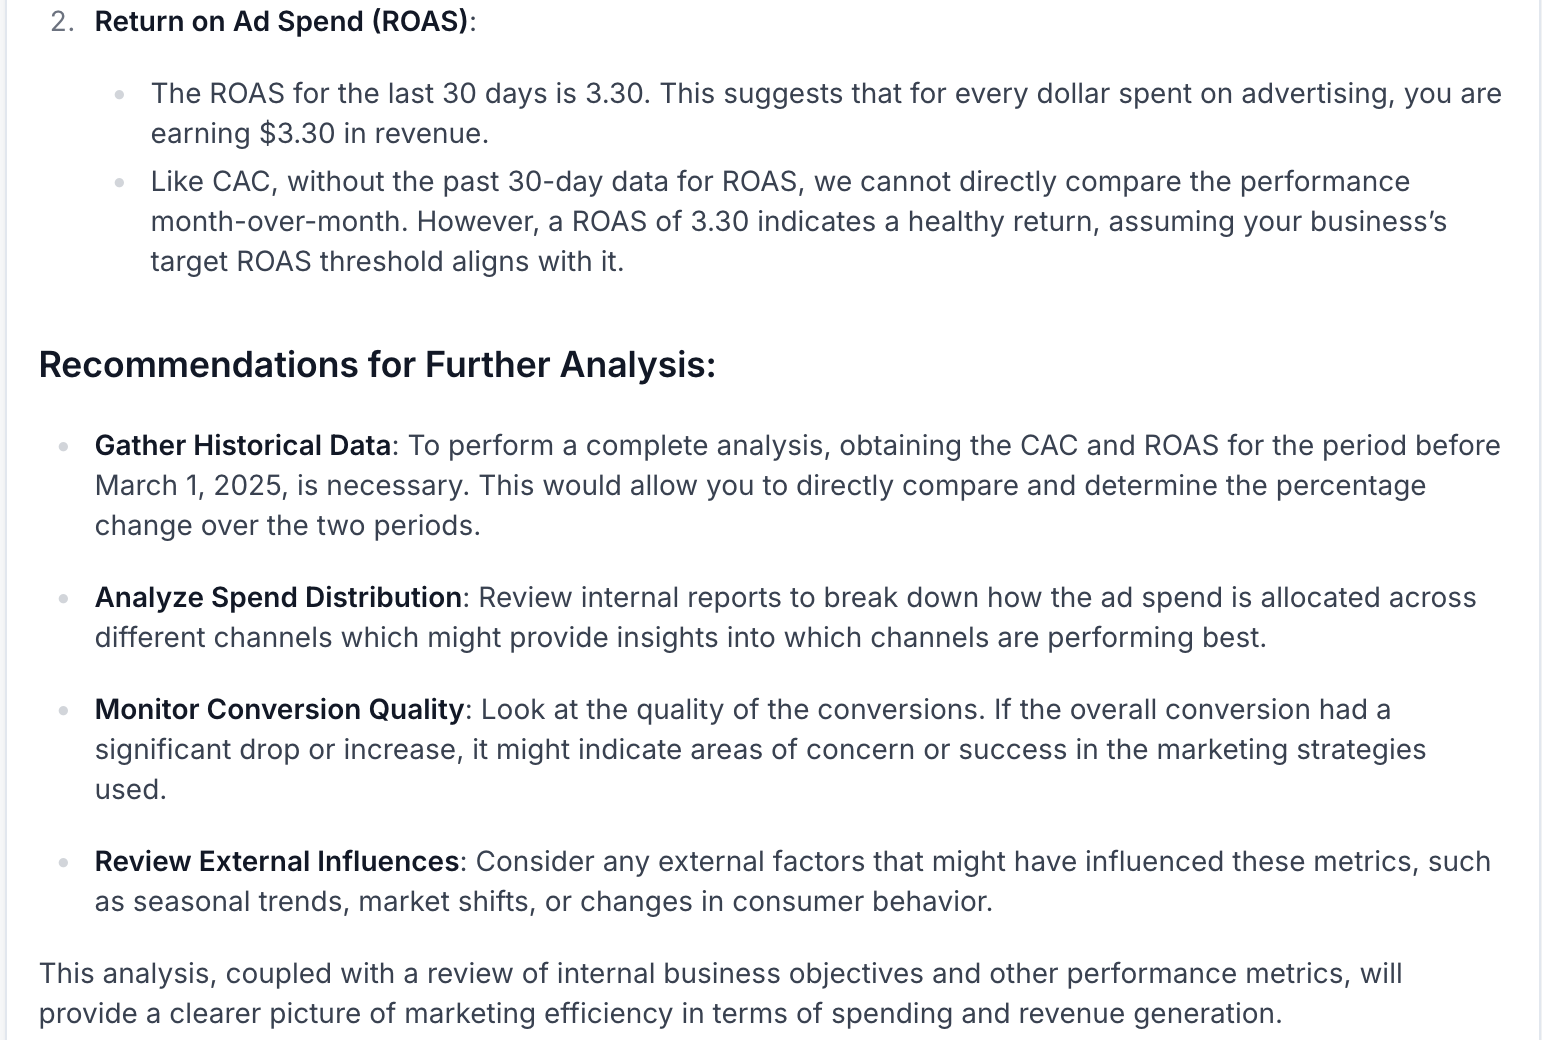 2. Return on Ad Spend (ROAS):
• The ROAS for the last 30 days is 3.30. This suggests that for every dollar spent on advertising, you are
earning $3.30 in revenue.
• Like CAC, without the past 30-day data for ROAS, we cannot directly compare the performance
month-over-month. However, a ROAS of 3.30 indicates a healthy return, assuming your business’s
target ROAS threshold aligns with it.
Recommendations for Further Analysis:
• Gather Historical Data: To perform a complete analysis, obtaining the CAC and ROAS for the period before
March 1, 2025, is necessary. This would allow you to directly compare and determine the percentage
change over the two periods.
• Analyze Spend Distribution: Review internal reports to break down how the ad spend is allocated across
different channels which might provide insights into which channels are performing best.
• Monitor Conversion Quality: Look at the quality of the conversions. If the overall conversion had a
significant drop or increase, it might indicate areas of concern or success in the marketing strategies
used.
• Review External Influences: Consider any external factors that might have influenced these metrics, such
as seasonal trends, market shifts, or changes in consumer behavior.
This analysis, coupled with a review of internal business objectives and other performance metrics, will
provide a clearer picture of marketing efficiency in terms of spending and revenue generation.